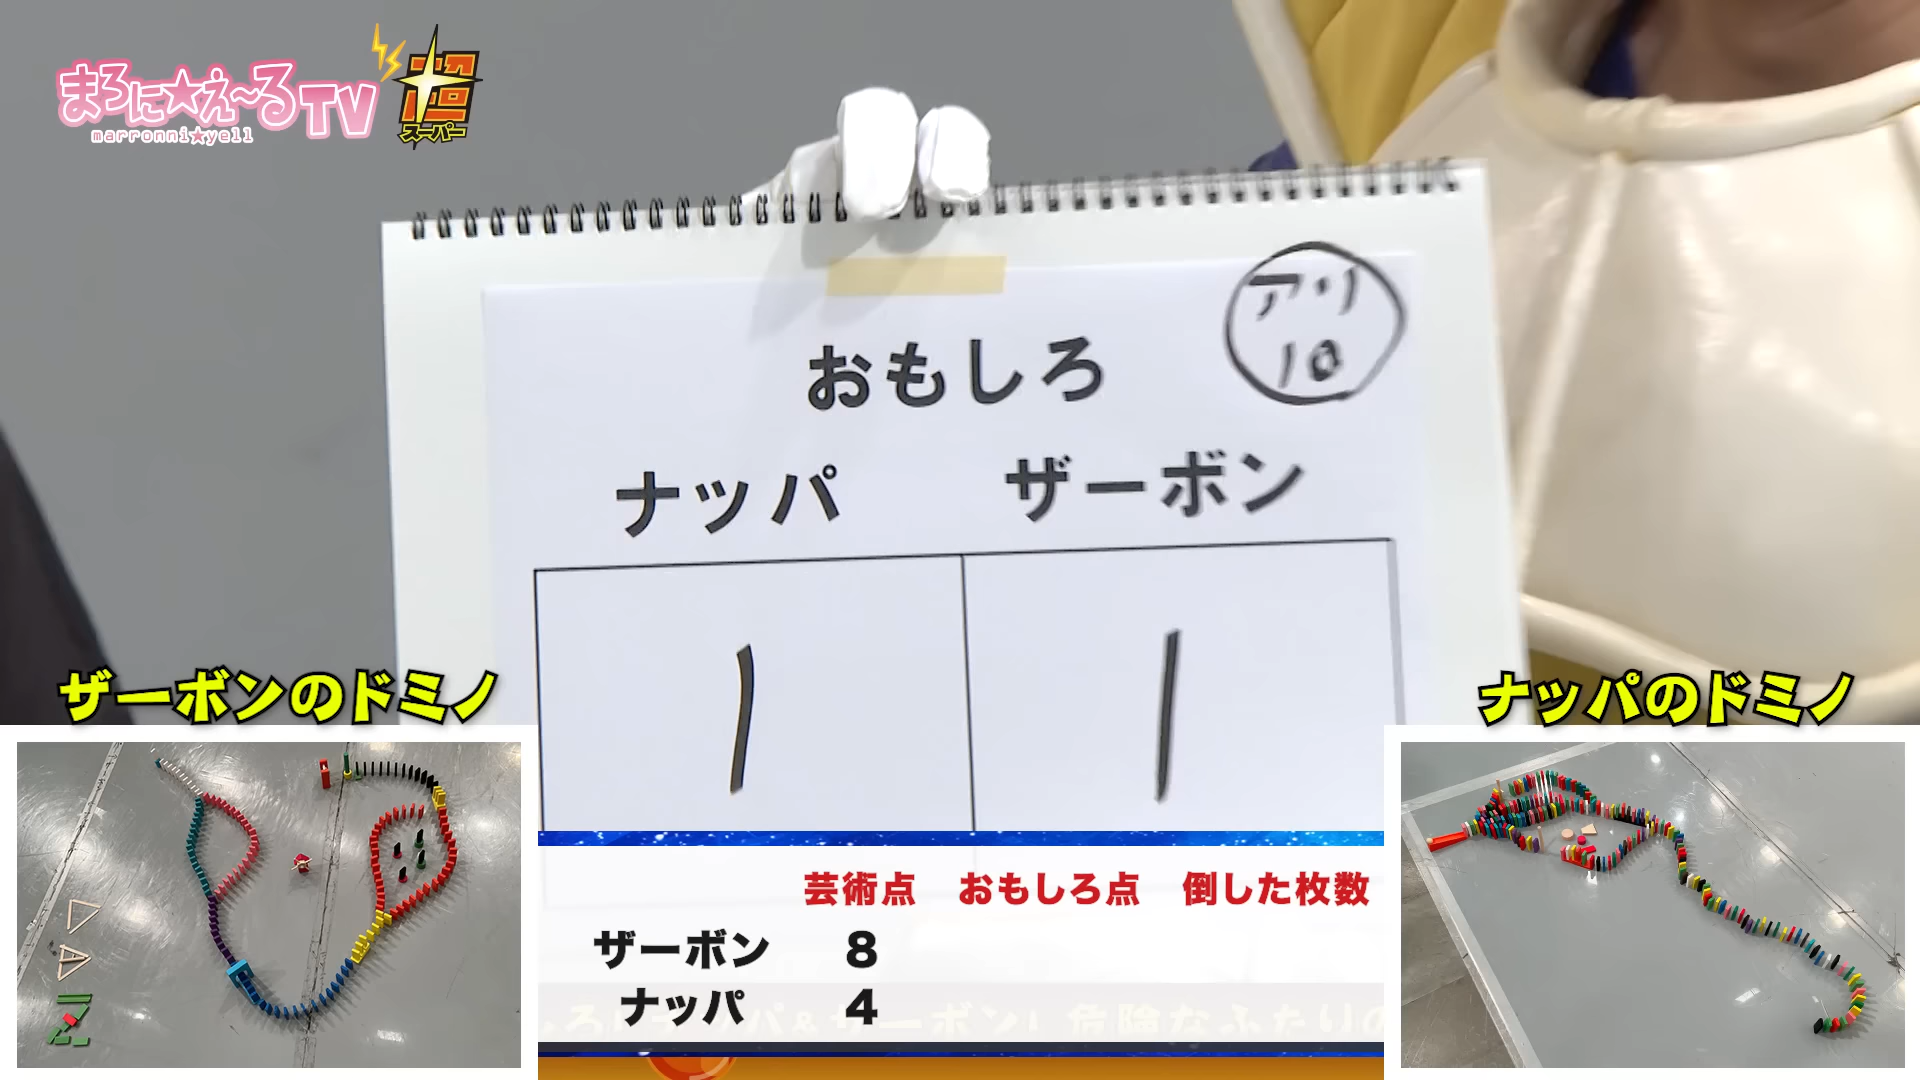 まろに★え〜るTV
marronni★yell
超
スーパー
アリ
10
おもしろ
ナッパ ザーボン
1 1
ザーボンのドミノ
ナッパのドミノ
芸術点 おもしろ点 倒した枚数
ザーボン 8
ナッパ 4